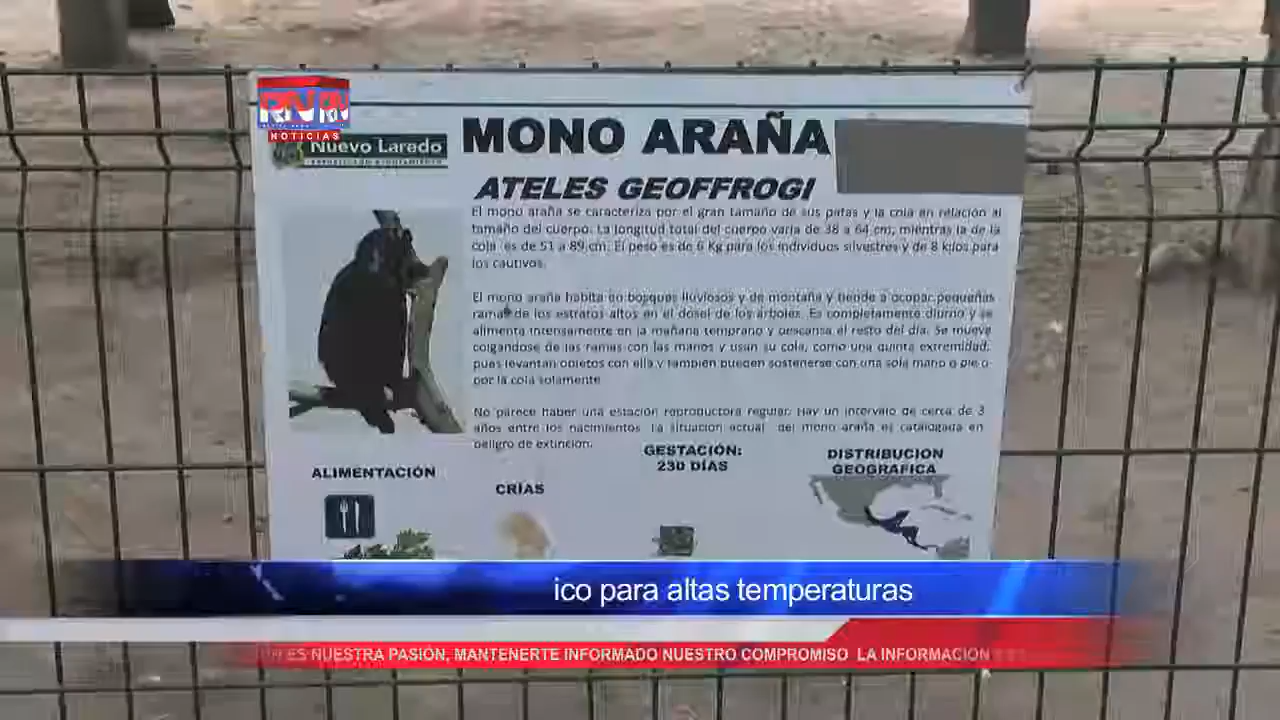 NOTICIAS
Nuevo Laredo
MONO ARAÑA
ATELES GEOFFROGI
El mono araña se caracteriza por el gran tamaño de sus patas y la cola en relación al
tamaño del cuerpo. La longitud total del cuerpo varia de 38 a 64 cm, mientras la de la
cola es de 51 a 89 cm. El peso es de 6 Kg para los individuos silvestres y de 8 kilos para
los cautivos.
El mono araña habita en bosques lluviosos y de montaña y tiende a ocupar pequeñas
ramas de los estratos altos en el dosel de los árboles. Es completamente diurno y se
alimenta intensamente en la mañana temprano y descansa el resto del día. Se mueve
colgandose de las ramas con las manos y usan su cola, como una quinta extremidad,
pues levantan objetos con ella y también pueden sostenerse con una sola mano o pie o
por la cola solamente
No parece haber una estación reproductora regular. Hay un intervalo de cerca de 3
años entre los nacimientos. La situación actual del mono araña es catalogada en
peligro de extinción.
ALIMENTACIÓN
CRÍAS
GESTACIÓN:
230 DÍAS
DISTRIBUCION
GEOGRAFICA
ico para altas temperaturas
ES NUESTRA PASIÓN, MANTENERTE INFORMADO NUESTRO COMPROMISO LA INFORMACIÓN